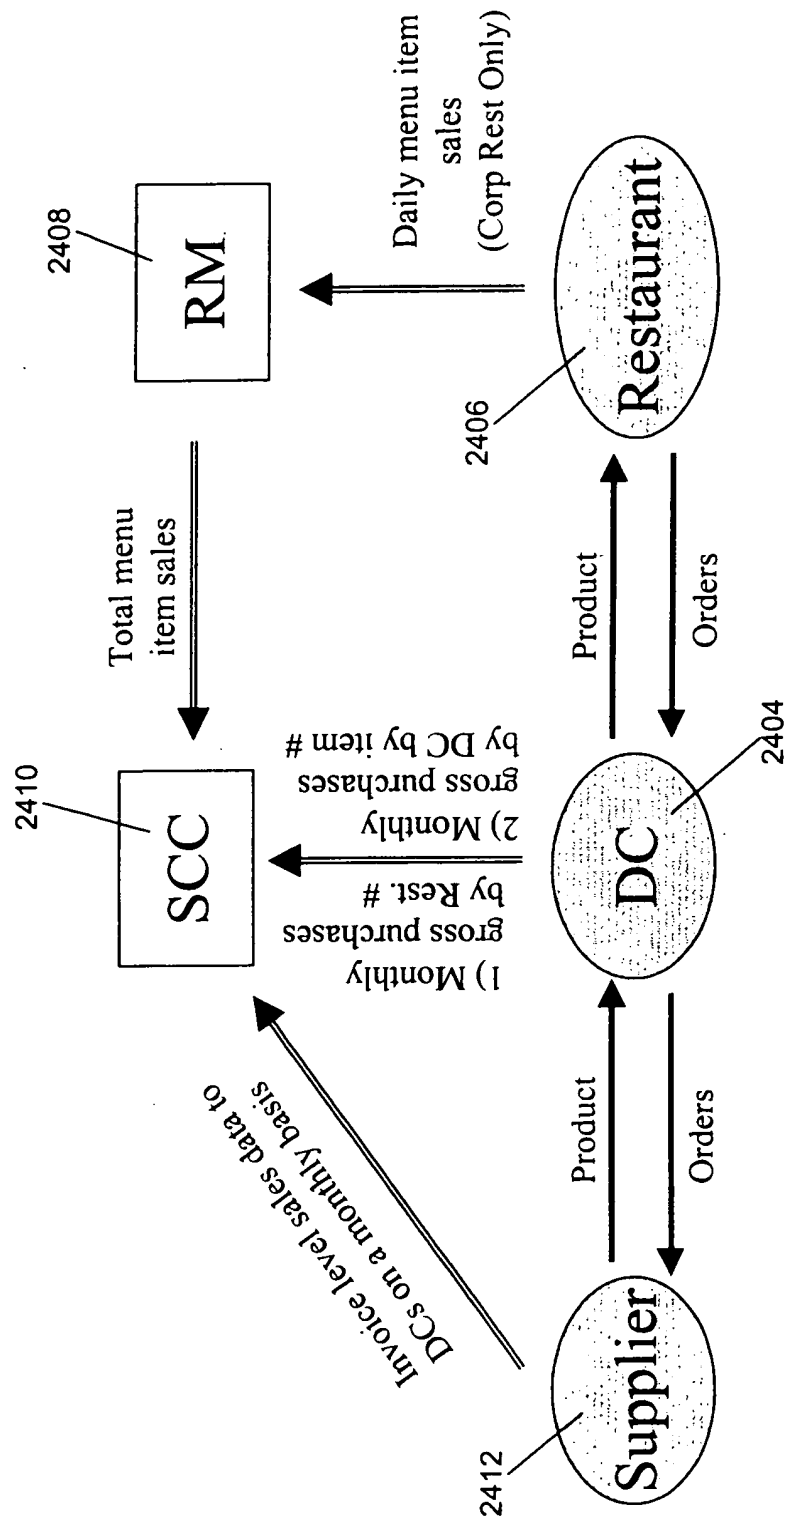 2410
SCC
Total menu
item sales
2408
RM
Invoice level sales data to
DCs on a monthly basis
1) Monthly
gross purchases
by Rest. #
2) Monthly
gross purchases
by DC by item #
Daily menu item
sales
(Corp Rest Only)
2412
Supplier
Product
Orders
DC
2404
Product
Orders
2406
Restaurant